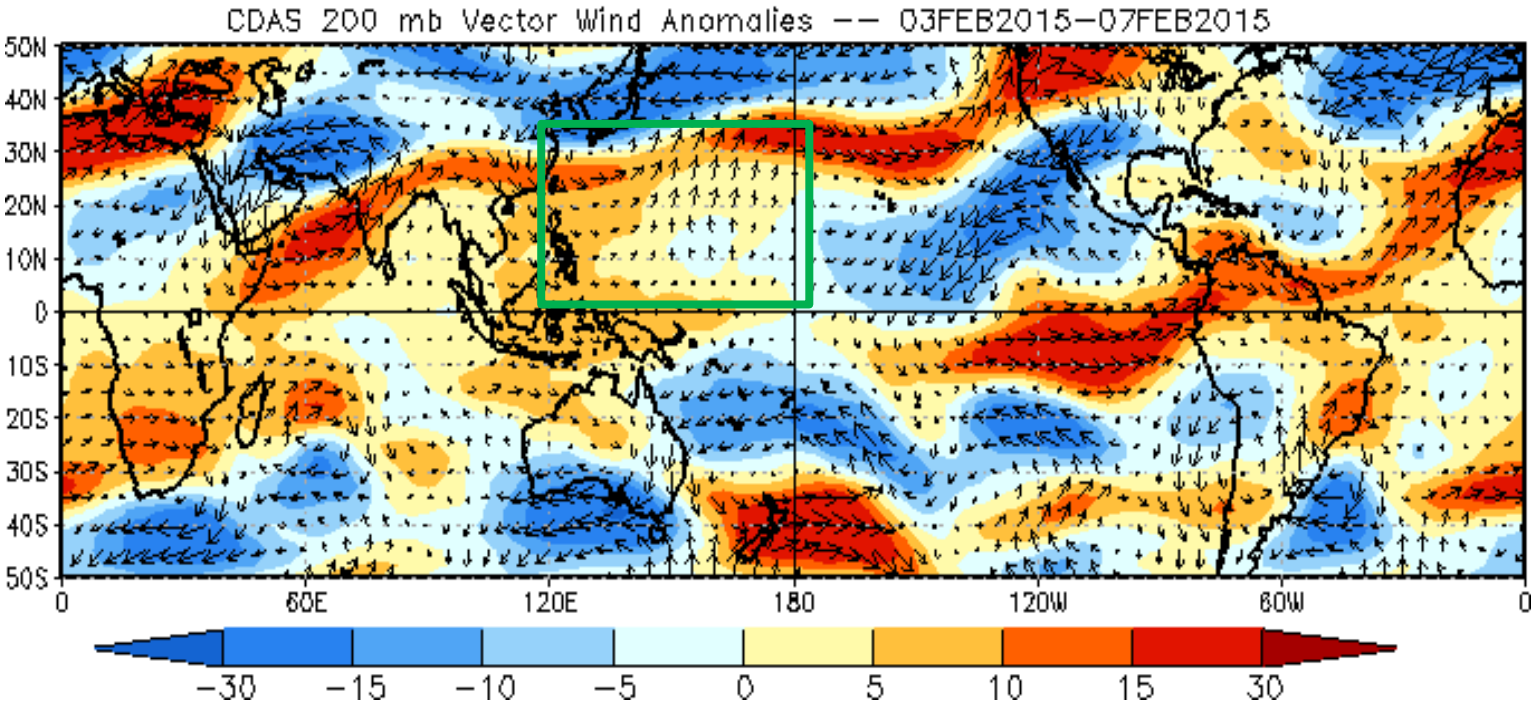 CDAS 200 mb Vector Wind Anomalies -- 03FEB2015-07FEB2015
50N
40N
30N
20N
10N
0
10S
20S
30S
40S
50S
0 60E 120E 180 120W 60W 0
-30 -15 -10 -5 0 5 10 15 30